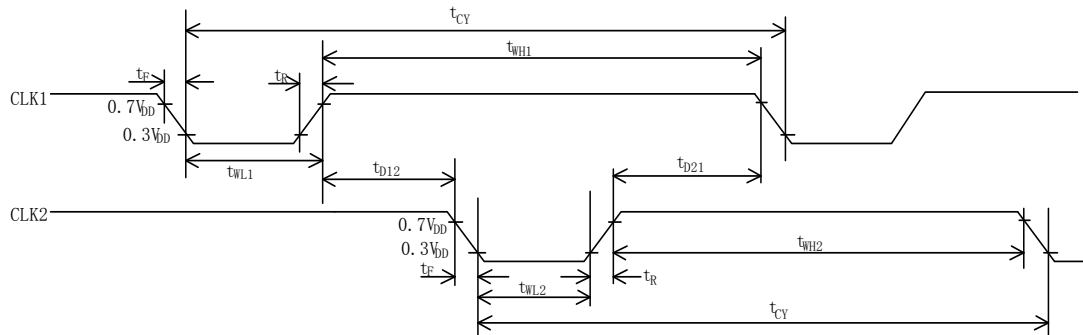 tCY
tWH1
tF
tR
CLK1
0.7VDD
0.3VDD
tWL1
tD12
tD21
CLK2
0.7VDD
0.3VDD
tWH2
tF
tR
tWL2
tCY